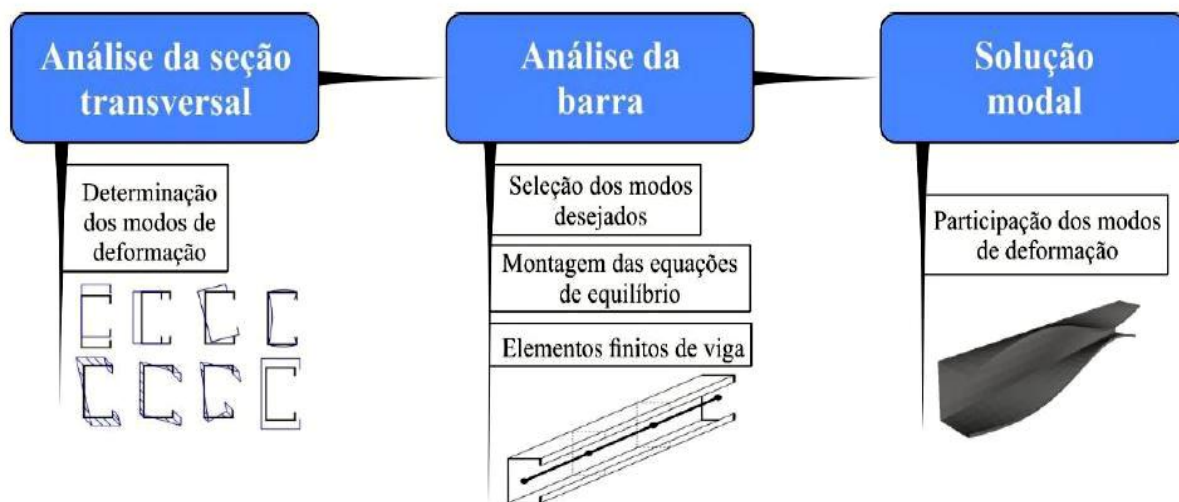 Análise da seção
transversal
Análise da
barra
Solução
modal
Determinação
dos modos de
deformação
Seleção dos modos
desejados
Montagem das equações
de equilíbrio
Elementos finitos de viga
Participação dos modos
de deformação